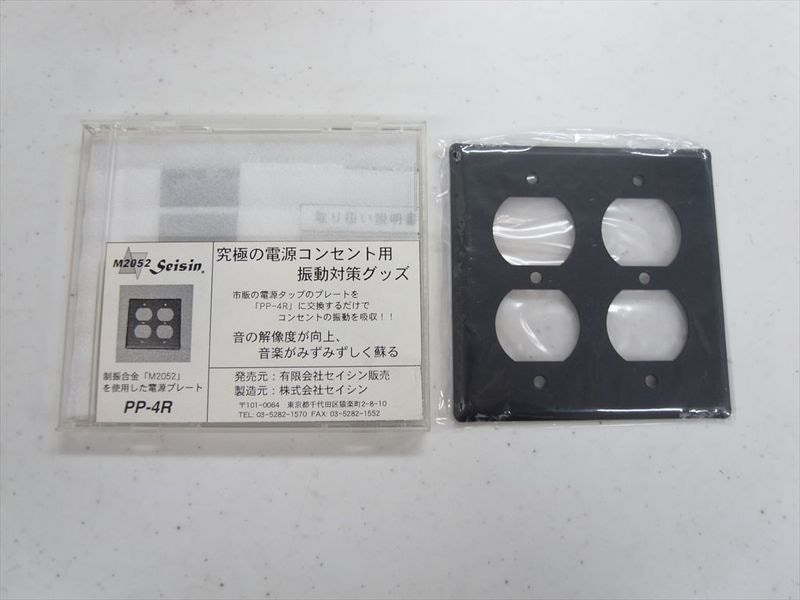 取り扱い説明書
M2052 Seisin®
究極の電源コンセント用
振動対策グッズ
市販の電源タップのプレートを
「PP-4R」に交換するだけで
コンセントの振動を吸収！！
音の解像度が向上、
音楽がみずみずしく蘇る
制振合金「M2052」
を使用した電源プレート
PP-4R
発売元：有限会社セイシン販売
製造元：株式会社セイシン
〒101-0064 東京都千代田区猿楽町2-8-10
TEL: 03-5282-1570 FAX: 03-5282-1552